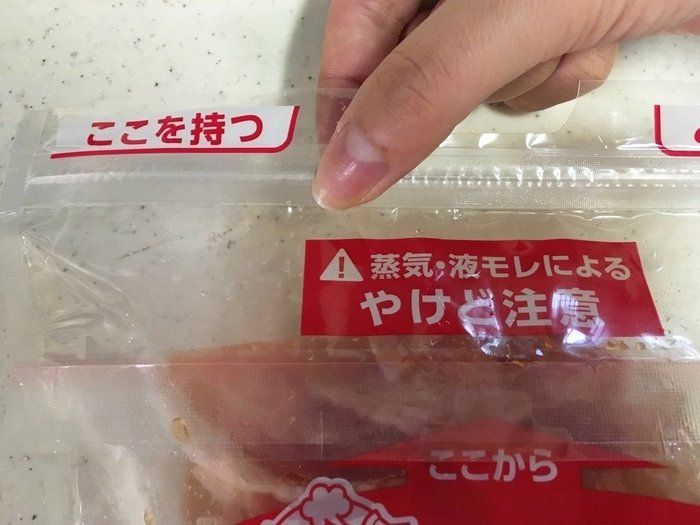 ここを持つ
蒸気・液モレによる
やけど注意
ここから